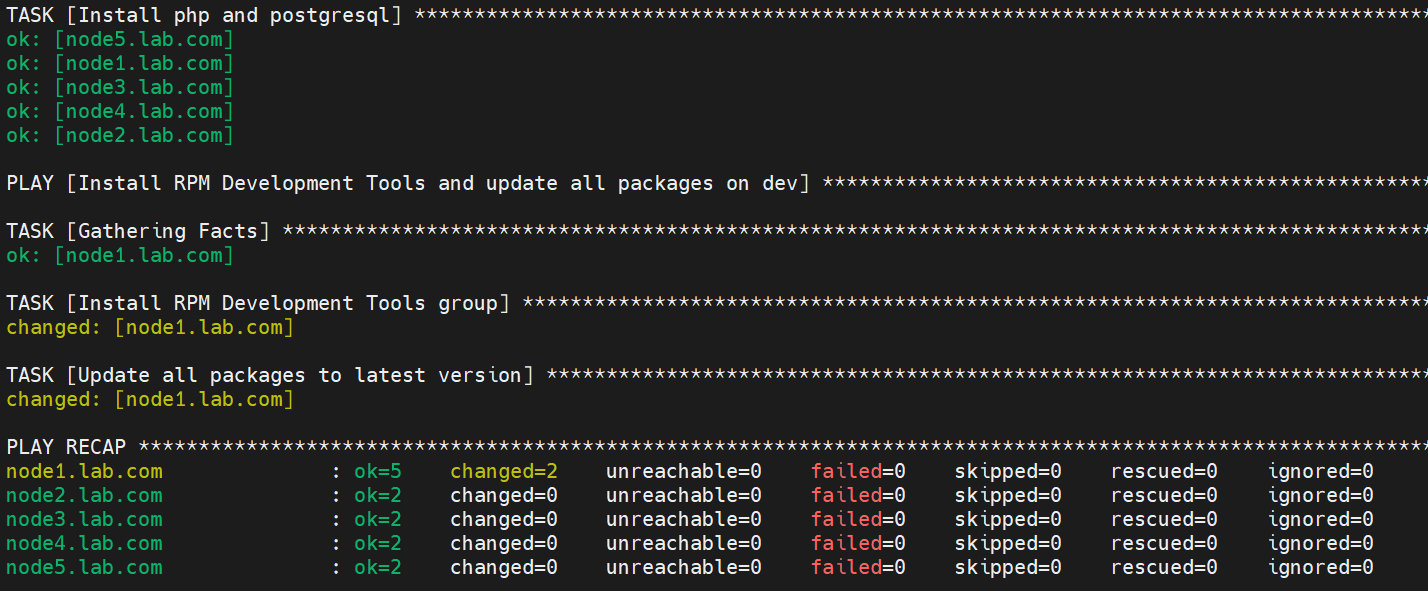 TASK [Install php and postgresql] *************************************************************************************
ok: [node5.lab.com]
ok: [node1.lab.com]
ok: [node3.lab.com]
ok: [node4.lab.com]
ok: [node2.lab.com]
PLAY [Install RPM Development Tools and update all packages on dev] ***************************************************
TASK [Gathering Facts] ************************************************************************************************
ok: [node1.lab.com]
TASK [Install RPM Development Tools group] ****************************************************************************
changed: [node1.lab.com]
TASK [Update all packages to latest version] **************************************************************************
changed: [node1.lab.com]
PLAY RECAP ************************************************************************************************************
node1.lab.com              : ok=5    changed=2    unreachable=0    failed=0    skipped=0    rescued=0    ignored=0
node2.lab.com              : ok=2    changed=0    unreachable=0    failed=0    skipped=0    rescued=0    ignored=0
node3.lab.com              : ok=2    changed=0    unreachable=0    failed=0    skipped=0    rescued=0    ignored=0
node4.lab.com              : ok=2    changed=0    unreachable=0    failed=0    skipped=0    rescued=0    ignored=0
node5.lab.com              : ok=2    changed=0    unreachable=0    failed=0    skipped=0    rescued=0    ignored=0